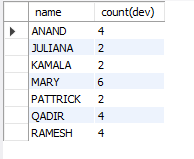 name count(dev)
ANAND 4
JULIANA 2
KAMALA 2
MARY 6
PATTRICK 2
QADIR 4
RAMESH 4